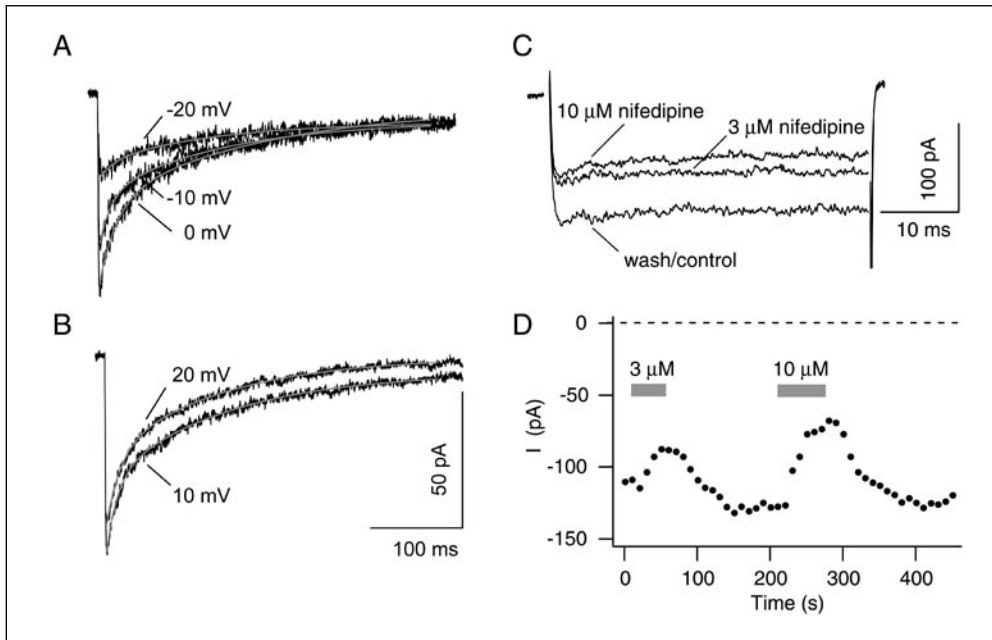 A
-20 mV
-10 mV
0 mV
B
20 mV
10 mV
50 pA
100 ms
C
10 μM nifedipine
3 μM nifedipine
wash/control
100 pA
10 ms
D
0
-50
-100
-150
I (pA)
3 μM
10 μM
0 100 200 300 400
Time (s)